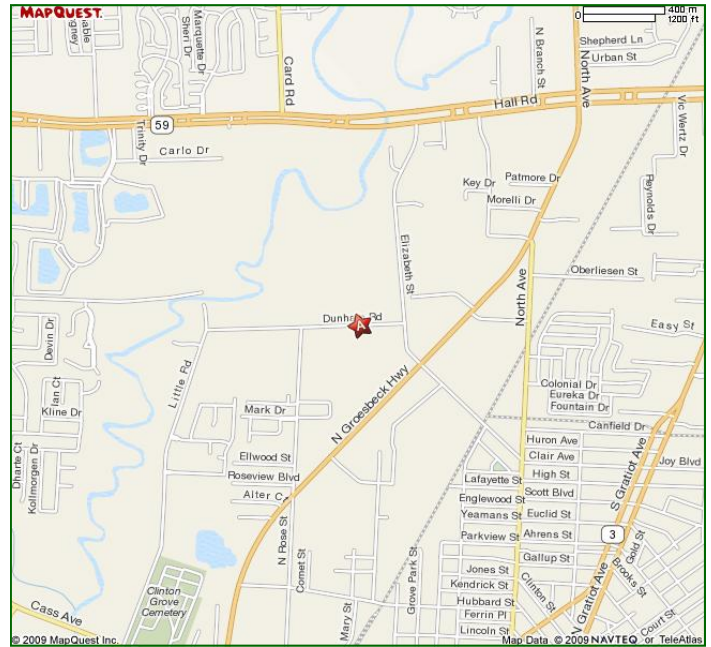 MAPQUEST.
0
400 m
1200 ft
Marquette Dr
Sheri Dr
Card Rd
N Branch St
North Ave
Shepherd Ln
Urban St
Hall Rd
59
Trinity Dr
Carlo Dr
Vic Wertz Dr
Key Dr
Patmore Dr
Morelli Dr
Reynolds Dr
Elizabeth St
North Ave
Oberliesen St
Easy St
A
Devin Dr
Little Rd
N Groesbeck Hwy
Ian Ct
Kline Dr
Mark Dr
Colonial Dr
Eureka Dr
Fountain Dr
Canfield Dr
Huron Ave
Clair Ave
Joy Blvd
Ellwood St
Roseview Blvd
High St
Lafayette St
Scott Blvd
S Gratiot Ave
Kollmorgen Dr
Englewood St
Euclid St
Yeamans St
3
Parkview St
Ahrens St
Gold St
N Rose St
Comet St
Gallup St
Brooks St
Jones St
Clinton St
Kendrick St
Clinton
Grove
Cemetery
Grove Park St
Hubbard St
Mary St
Ferrin Pl
N Gratiot Ave
Court St
Cass Ave
Lincoln St
© 2009 MapQuest Inc.
Map Data © 2009 NAVTEQ or TeleAtlas